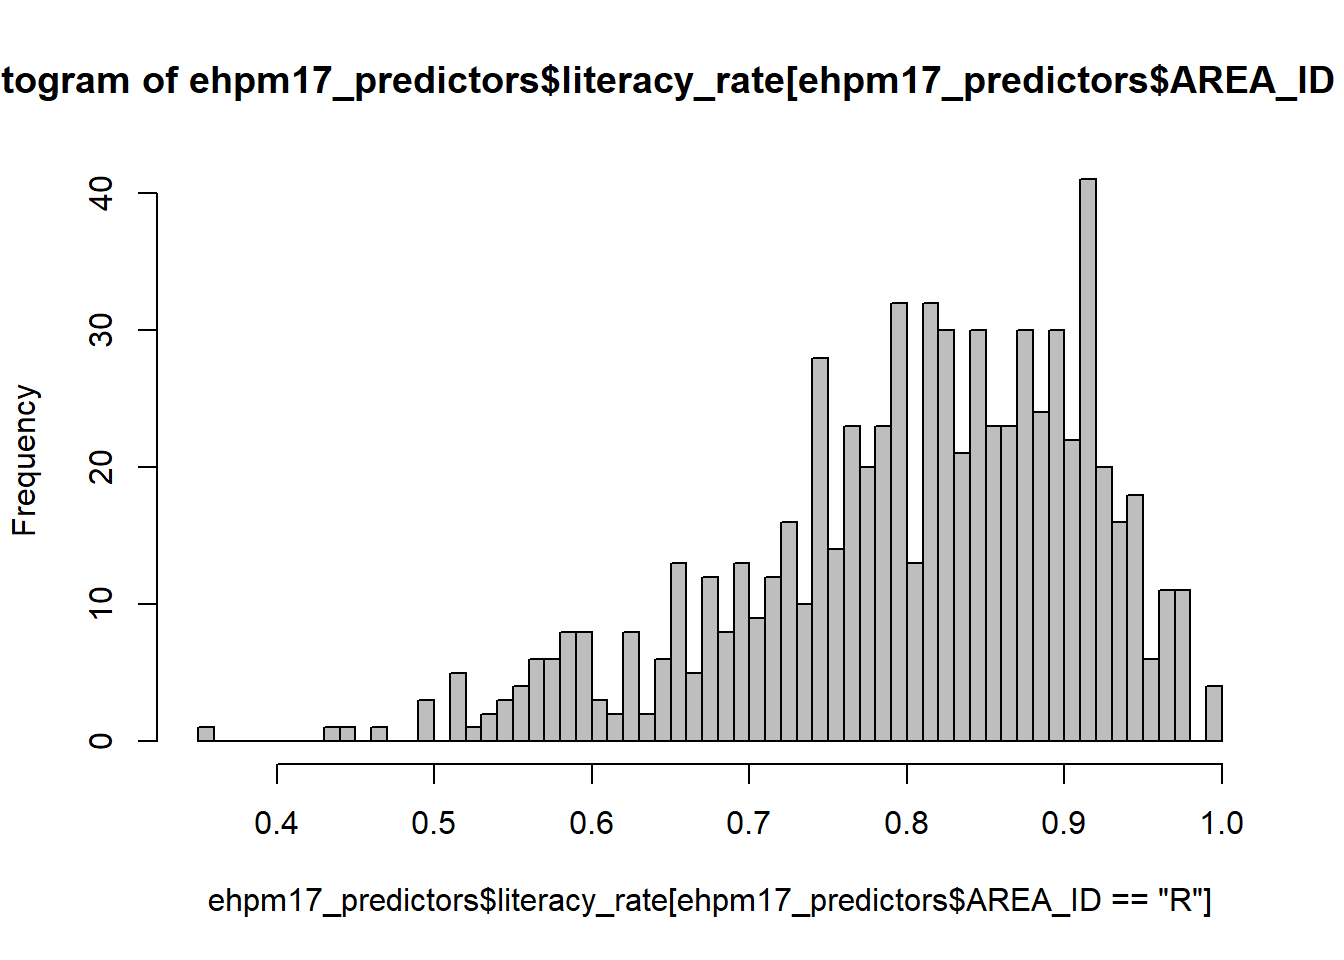 togram of ehpm17_predictors$literacy_rate[ehpm17_predictors$AREA_ID
40
30
20
10
0
Frequency
0.4 0.5 0.6 0.7 0.8 0.9 1.0
ehpm17_predictors$literacy_rate[ehpm17_predictors$AREA_ID == "R"]